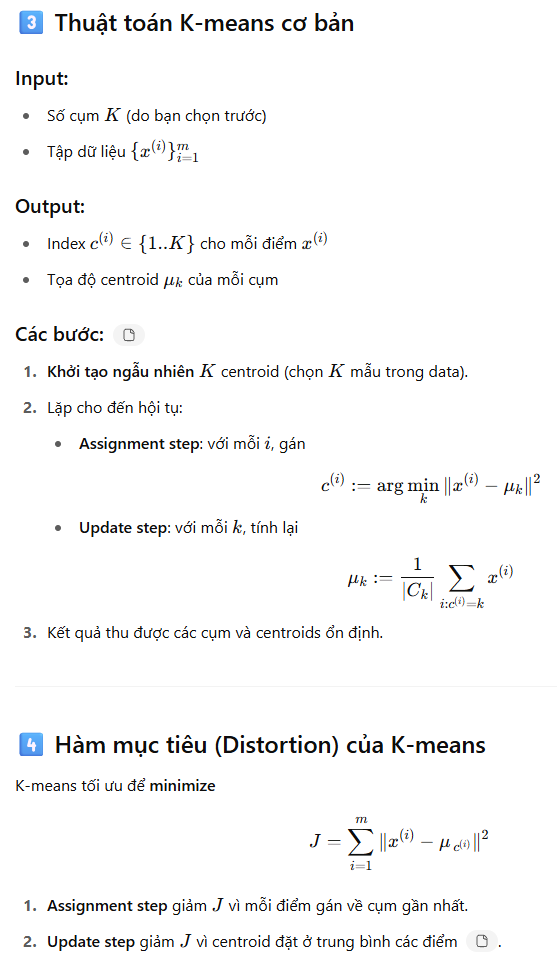 3 Thuật toán K-means cơ bản
Input:
• Số cụm K (do bạn chọn trước)
• Tập dữ liệu {x^{(i)}}_{i=1}^{m}
Output:
• Index c^{(i)} ∈ {1..K} cho mỗi điểm x^{(i)}
• Tọa độ centroid μ_k của mỗi cụm
Các bước:
1. Khởi tạo ngẫu nhiên K centroid (chọn K mẫu trong data).
2. Lặp cho đến hội tụ:
• Assignment step: với mỗi i, gán
c^{(i)} := arg min_k ‖x^{(i)} − μ_k‖^2
• Update step: với mỗi k, tính lại
μ_k := \frac{1}{|C_k|} ∑_{i:c^{(i)}=k} x^{(i)}
3. Kết quả thu được các cụm và centroids ổn định.
4 Hàm mục tiêu (Distortion) của K-means
K-means tối ưu để minimize
J = ∑_{i=1}^{m} ‖x^{(i)} − μ_{c^{(i)}}‖^2
1. Assignment step giảm J vì mỗi điểm gán về cụm gần nhất.
2. Update step giảm J vì centroid đặt ở trung bình các điểm .